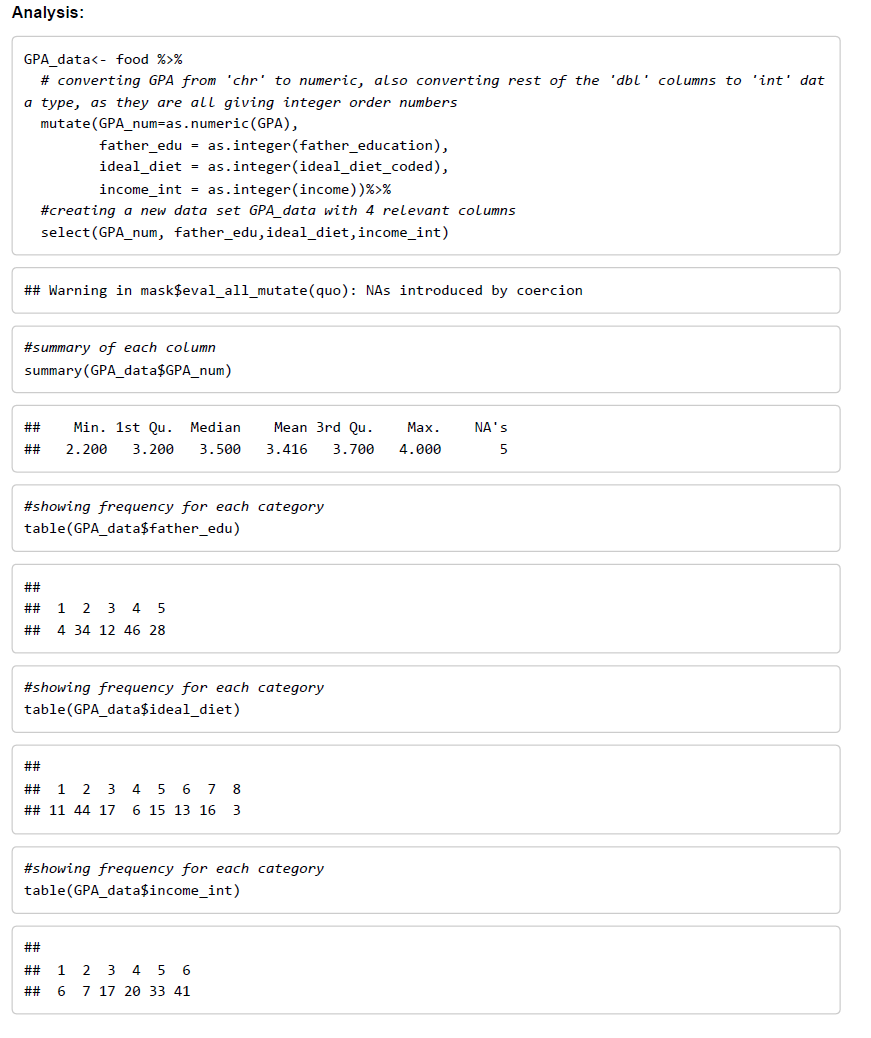 Analysis:
GPA_data<- food %>%
  # converting GPA from 'chr' to numeric, also converting rest of the 'dbl' columns to 'int' dat
a type, as they are all giving integer order numbers
  mutate(GPA_num=as.numeric(GPA),
         father_edu = as.integer(father_education),
         ideal_diet = as.integer(ideal_diet_coded),
         income_int = as.integer(income))%>%
  #creating a new data set GPA_data with 4 relevant columns
  select(GPA_num, father_edu,ideal_diet,income_int)
## Warning in mask$eval_all_mutate(quo): NAs introduced by coercion
#summary of each column
summary(GPA_data$GPA_num)
##    Min. 1st Qu.  Median    Mean 3rd Qu.    Max.    NA's
##   2.200   3.200   3.500   3.416   3.700   4.000       5
#showing frequency for each category
table(GPA_data$father_edu)
##
##  1  2  3  4  5
##  4 34 12 46 28
#showing frequency for each category
table(GPA_data$ideal_diet)
##
##  1  2  3  4  5  6  7  8
## 11 44 17  6 15 13 16  3
#showing frequency for each category
table(GPA_data$income_int)
##
##  1  2  3  4  5  6
##  6  7 17 20 33 41